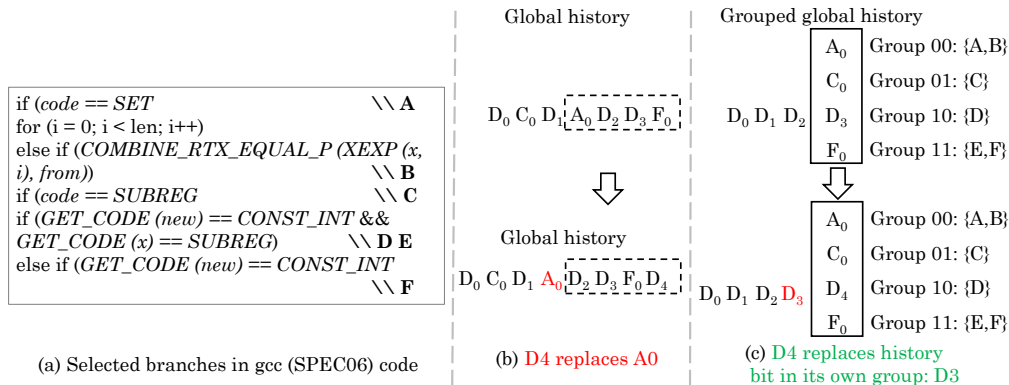 if (code == SET \\ A
for (i = 0; i < len; i++)
else if (COMBINE_RTX_EQUAL_P (XEXP (x,
i), from)) \\ B
if (code == SUBREG \\ C
if (GET_CODE (new) == CONST_INT &&
GET_CODE (x) == SUBREG) \\ D E
else if (GET_CODE (new) == CONST_INT
\\ F
(a) Selected branches in gcc (SPEC06) code
Global history
D0 C0 D1 A0 D2 D3 F0
Global history
D0 C0 D1 A0 D2 D3 F0 D4
(b) D4 replaces A0
Grouped global history
A0 Group 00: {A,B}
C0 Group 01: {C}
D0 D1 D2 D3 Group 10: {D}
F0 Group 11: {E,F}
A0 Group 00: {A,B}
C0 Group 01: {C}
D0 D1 D2 D3 D4 Group 10: {D}
F0 Group 11: {E,F}
(c) D4 replaces history
bit in its own group: D3